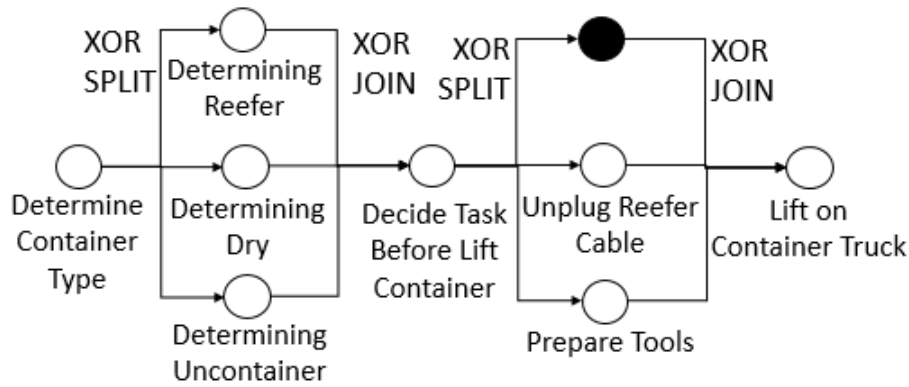 XOR
SPLIT
Determining
Reefer
XOR
JOIN
XOR
SPLIT
XOR
JOIN
Determine
Container
Type
Determining
Dry
Decide Task
Before Lift
Container
Unplug Reefer
Cable
Lift on
Container Truck
Determining
Uncontainer
Prepare Tools